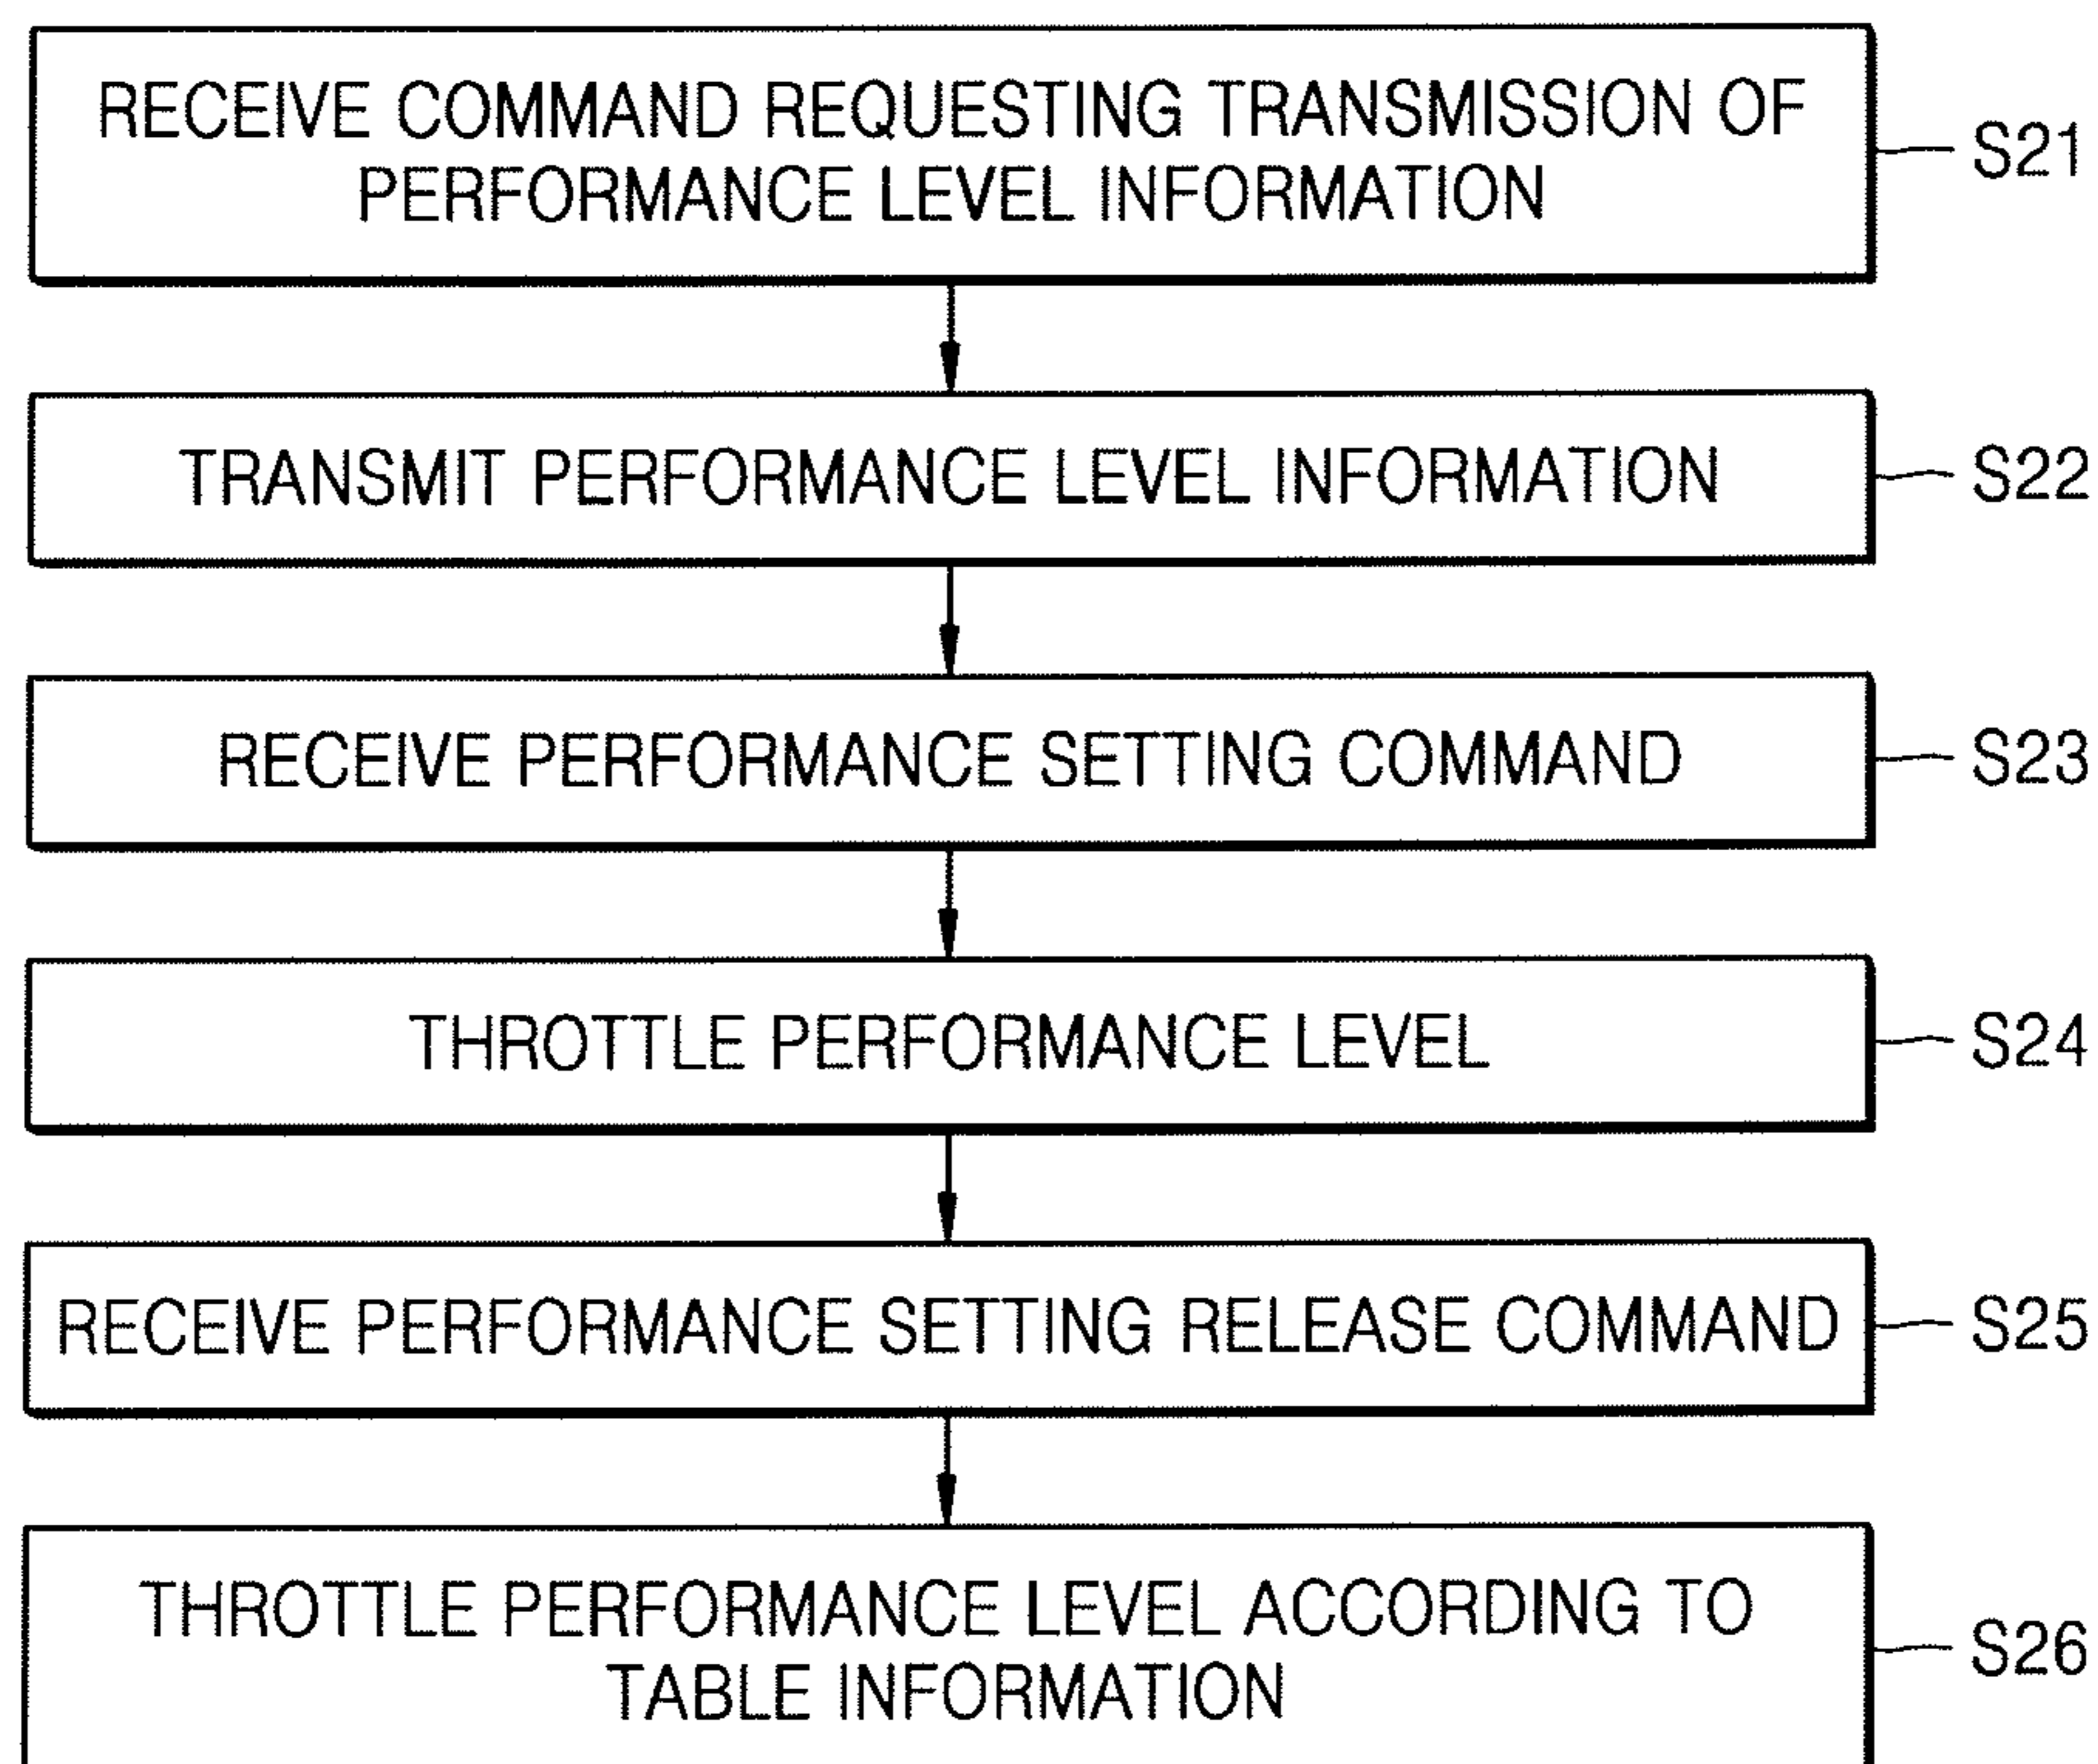 RECEIVE COMMAND REQUESTING TRANSMISSION OF
PERFORMANCE LEVEL INFORMATION
S21
TRANSMIT PERFORMANCE LEVEL INFORMATION
S22
RECEIVE PERFORMANCE SETTING COMMAND
S23
THROTTLE PERFORMANCE LEVEL
S24
RECEIVE PERFORMANCE SETTING RELEASE COMMAND
S25
THROTTLE PERFORMANCE LEVEL ACCORDING TO
TABLE INFORMATION
S26